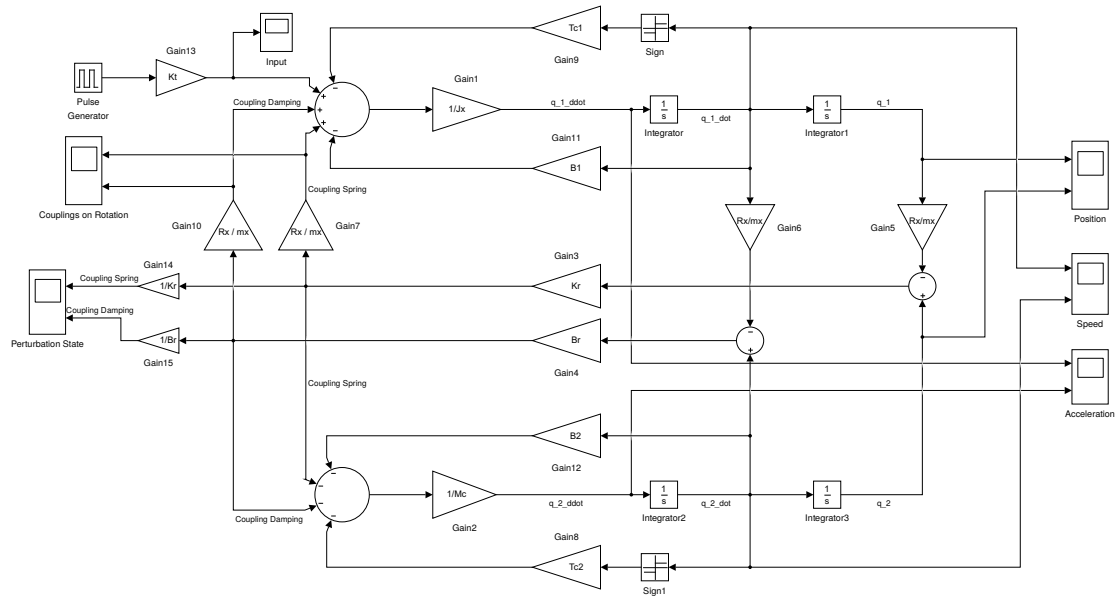 Tc1
Gain9
Sign
Input
Gain13
Kt
Pulse
Generator
Coupling Damping
−
+
+
+
−
Gain1
1/Jx
q_1_ddot
1
s
Integrator
q_1_dot
1
s
Integrator1
q_1
Gain11
B1
Couplings on Rotation
Coupling Spring
Gain10
Rx / mx
Rx / mx
Gain7
Rx/mx
Gain6
Gain5
Rx/mx
Position
Gain14
Coupling Spring
1/Kr
Gain3
Kr
−
+
Coupling Damping
Perturbation State
1/Br
Gain15
Br
Gain4
−
+
Speed
Coupling Spring
Acceleration
B2
Gain12
−
−
−
−
1/Mc
Gain2
q_2_ddot
1
s
Integrator2
q_2_dot
1
s
Integrator3
q_2
Coupling Damping
Gain8
Tc2
Sign1